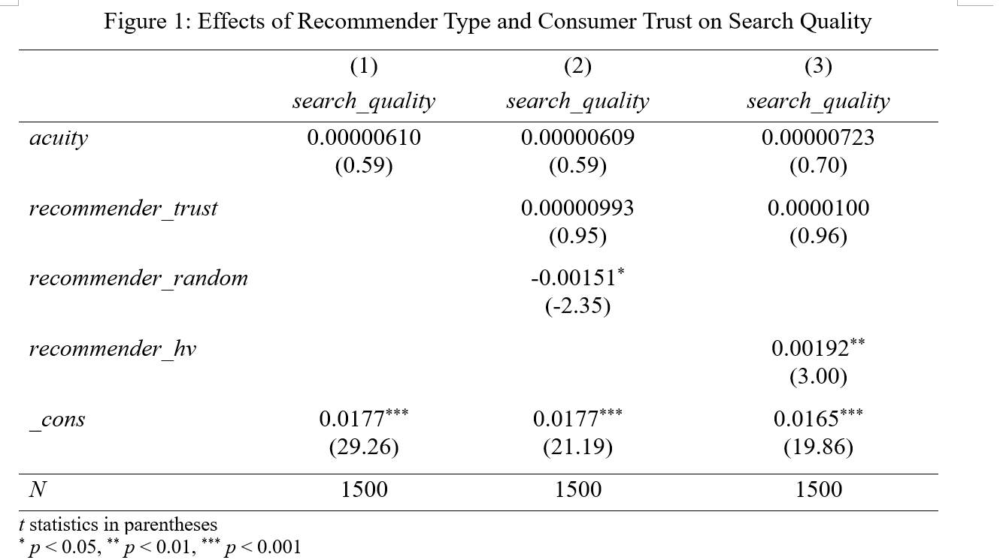 Figure 1: Effects of Recommender Type and Consumer Trust on Search Quality
(1) (2) (3)
search_quality search_quality search_quality
acuity 0.00000610 0.00000609 0.00000723
(0.59) (0.59) (0.70)
recommender_trust 0.00000993 0.0000100
(0.95) (0.96)
recommender_random -0.00151*
(-2.35)
recommender_hv 0.00192**
(3.00)
_cons 0.0177*** 0.0177*** 0.0165***
(29.26) (21.19) (19.86)
N 1500 1500 1500
t statistics in parentheses
* p < 0.05, ** p < 0.01, *** p < 0.001